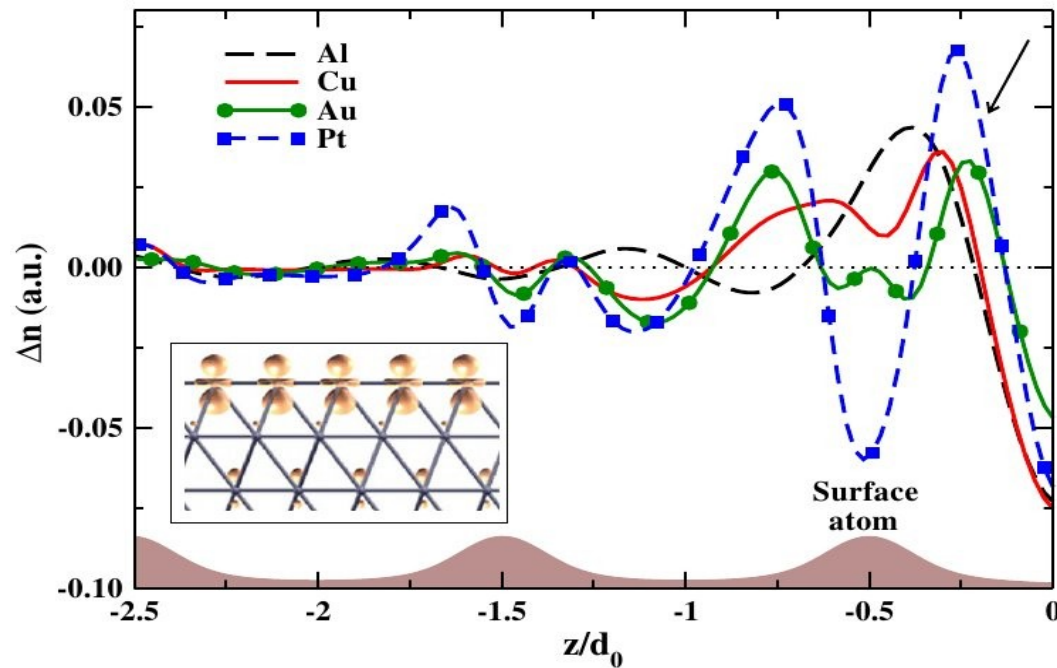 Al
Cu
Au
Pt
0.05
0.00
-0.05
-0.10
Δn (a.u.)
Surface
atom
-2.5 -2 -1.5 -1 -0.5 0
z/d₀